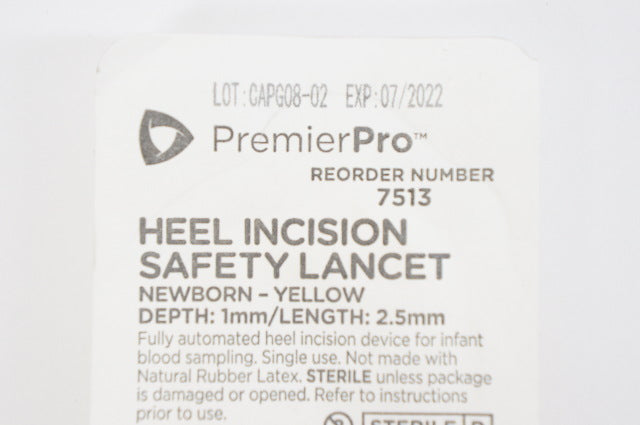 LOT:CAPG08-02 EXP:07/2022
PremierPro™
REORDER NUMBER
7513
HEEL INCISION
SAFETY LANCET
NEWBORN – YELLOW
DEPTH: 1mm/LENGTH: 2.5mm
Fully automated heel incision device for infant
blood sampling. Single use. Not made with
Natural Rubber Latex. STERILE unless package
is damaged or opened. Refer to instructions
prior to use.
STERILE R